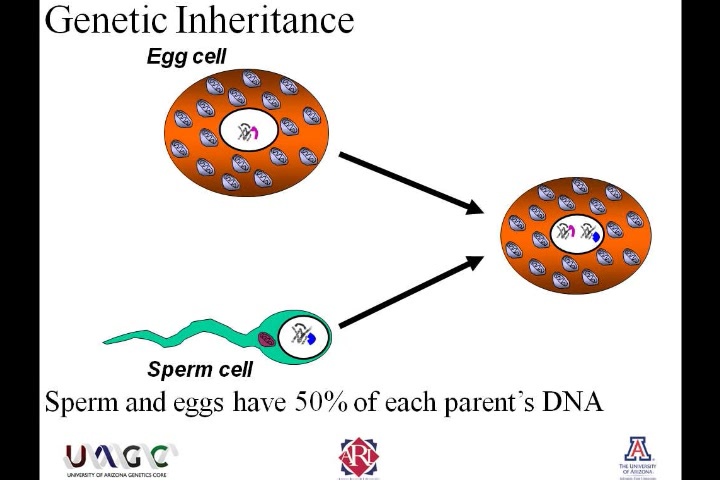 Genetic Inheritance
Egg cell
Sperm cell
Sperm and eggs have 50% of each parent's DNA
UAGC
UNIVERSITY OF ARIZONA GENETICS CORE
ARL
A
THE UNIVERSITY
OF ARIZONA